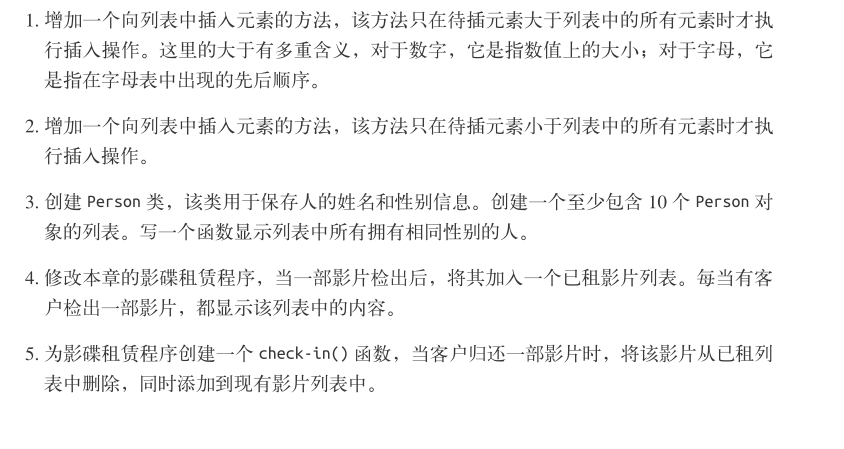 1. 增加一个向列表中插入元素的方法，该方法只在待插元素大于列表中的所有元素时才执
行插入操作。这里的大于有多重含义，对于数字，它是指数值上的大小；对于字母，它
是指在字母表中出现的先后顺序。
2. 增加一个向列表中插入元素的方法，该方法只在待插元素小于列表中的所有元素时才执
行插入操作。
3. 创建 Person 类，该类用于保存人的姓名和性别信息。创建一个至少包含 10 个 Person 对
象的列表。写一个函数显示列表中所有拥有相同性别的人。
4. 修改本章的影碟租赁程序，当一部影片检出后，将其加入一个已租影片列表。每当有客
户检出一部影片，都显示该列表中的内容。
5. 为影碟租赁程序创建一个 check-in() 函数，当客户归还一部影片时，将该影片从已租列
表中删除，同时添加到现有影片列表中。